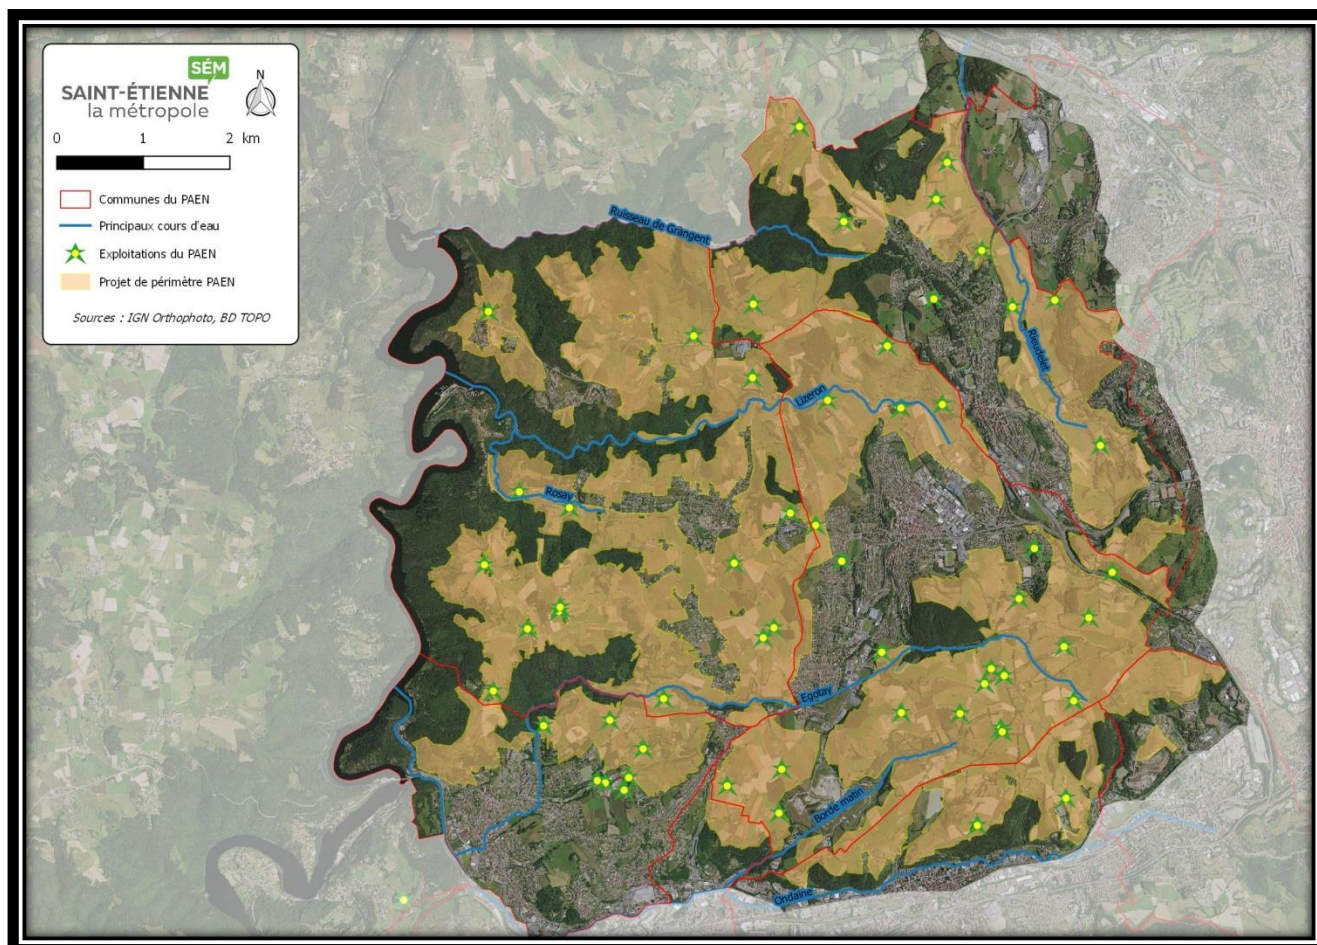 SÉM
SAINT-ÉTIENNE
la métropole
N
0 1 2 km
Communes du PAEN
Principaux cours d'eau
Exploitations du PAEN
Projet de périmètre PAEN
Sources : IGN Orthophoto, BD TOPO
Ruisseau de Grangent
Rieudelet
Lizeron
Rosay
Egotay
Borde matin
Ondaine